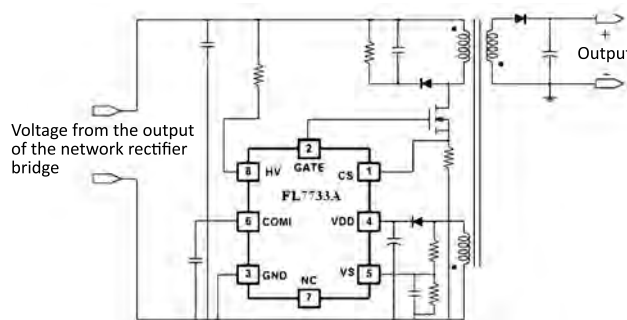 +
Output
−
Voltage from the output
of the network rectifier
bridge
2
GATE
8
HV
CS
1
FL7733A
6
COMI
VDD
4
3
GND
NC
7
VS
5